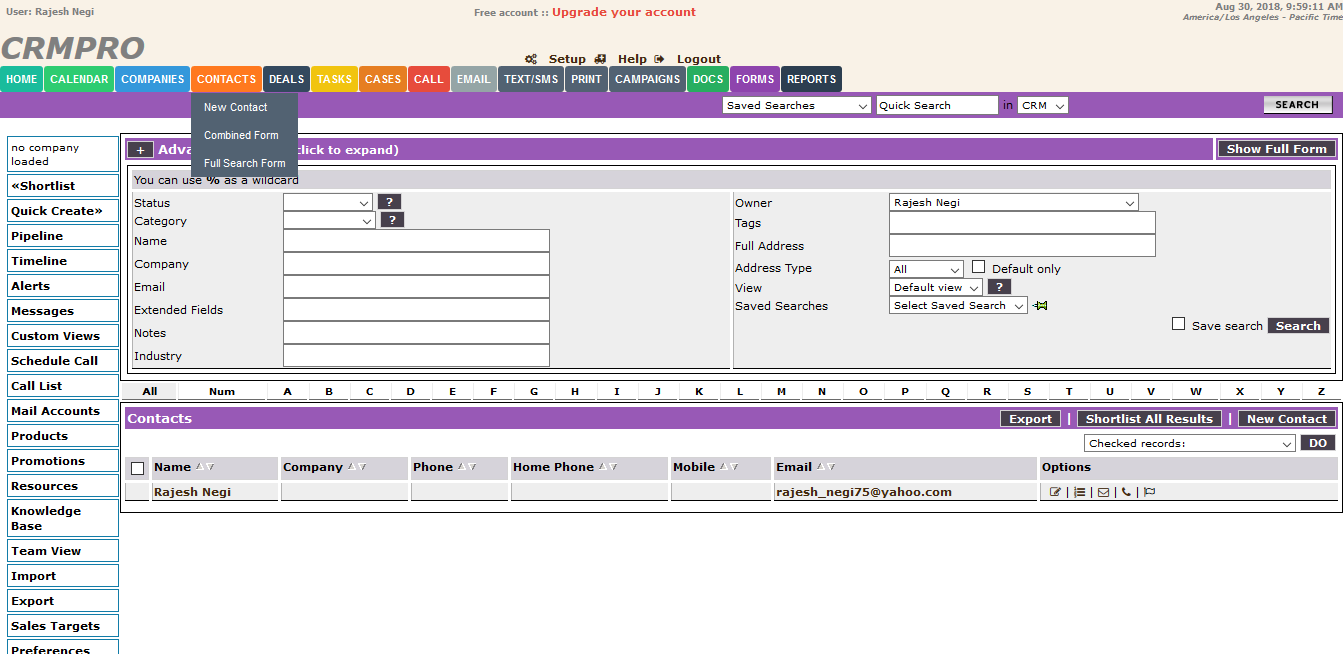 User: Rajesh Negi
Free account :: Upgrade your account
Aug 30, 2018, 9:59:11 AM
America/Los Angeles - Pacific Time
CRMPRO
Setup Help Logout
HOME CALENDAR COMPANIES CONTACTS DEALS TASKS CASES CALL EMAIL TEXT/SMS PRINT CAMPAIGNS DOCS FORMS REPORTS
New Contact
Combined Form
Full Search Form
Saved Searches Quick Search in CRM SEARCH
no company
loaded
«Shortlist
Quick Create»
Pipeline
Timeline
Alerts
Messages
Custom Views
Schedule Call
Call List
Mail Accounts
Products
Promotions
Resources
Knowledge
Base
Team View
Import
Export
Sales Targets
Preferences
+ Adva click to expand) Show Full Form
You can use % as a wildcard
Status ?
Category ?
Name
Company
Email
Extended Fields
Notes
Industry
Owner Rajesh Negi
Tags
Full Address
Address Type All Default only
View Default view ?
Saved Searches Select Saved Search
Save search Search
All Num A B C D E F G H I J K L M N O P Q R S T U V W X Y Z
Contacts Export | Shortlist All Results | New Contact
Checked records: DO
Name Company Phone Home Phone Mobile Email Options
Rajesh Negi rajesh_negi75@yahoo.com | | | |